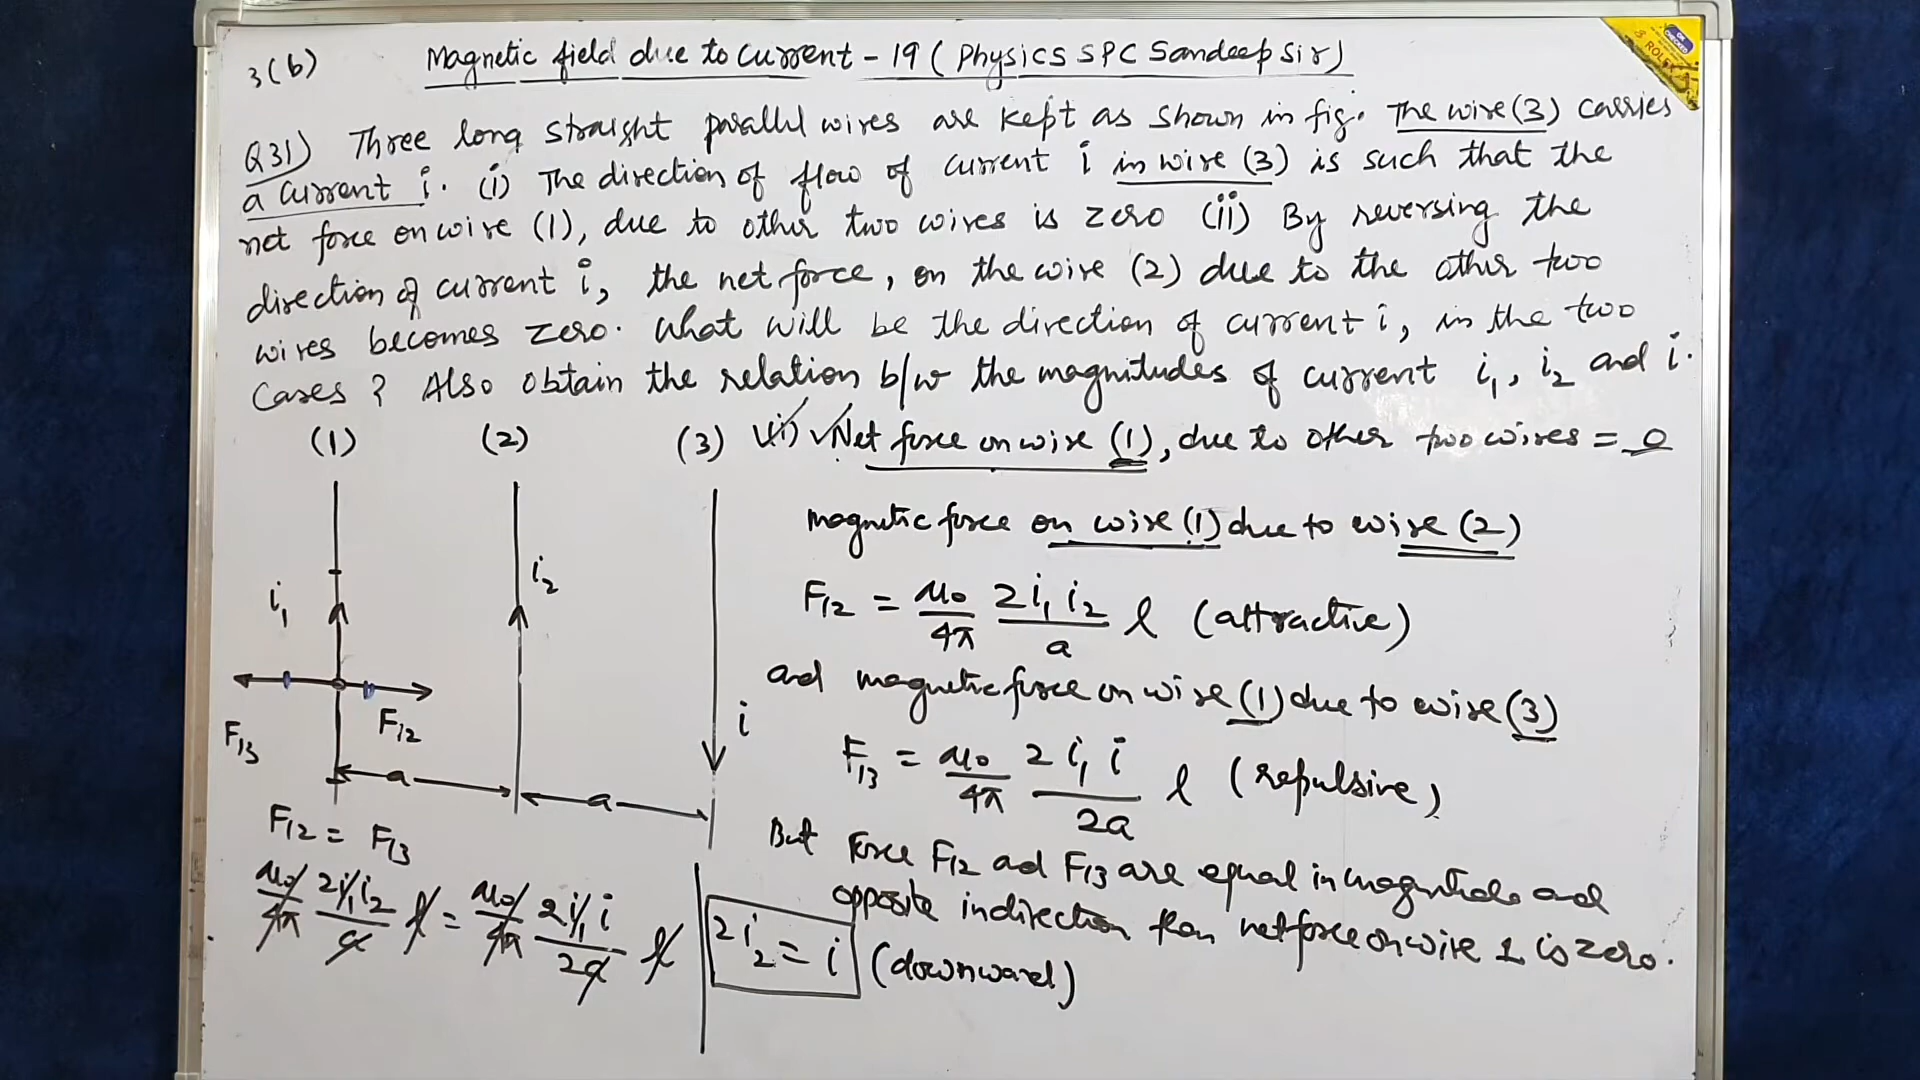 3(b) Magnetic field due to Current - 19 (Physics SPC Sandeep Sir)
Q31) Three long straight parallel wires are kept as shown in fig. The wire (3) carries
a current i. (i) The direction of flow of current i in wire (3) is such that the
net force on wire (1), due to other two wires is zero (ii) By reversing the
direction of current i, the net force, on the wire (2) due to the other two
wires becomes zero. What will be the direction of current i, in the two
Cases ? Also obtain the relation b/w the magnitudes of current i₁, i₂ and i.
(1) (2) (3)
i₁
i₂
i
F₁₃
F₁₂
a
a
(i) Net force on wire (1), due to other two wires = 0
magnetic force on wire (1) due to wire (2)
F₁₂ = μ₀/4π 2i₁i₂/a l (attractive)
and magnetic force on wire (1) due to wire (3)
F₁₃ = μ₀/4π 2i₁i/2a l (repulsive)
But Force F₁₂ and F₁₃ are equal in magnitude and
opposite in direction then net force on wire 1 is zero.
F₁₂ = F₁₃
μ₀/4π 2i₁i₂/a l = μ₀/4π 2i₁i/2a l
2i₂ = i (downward)